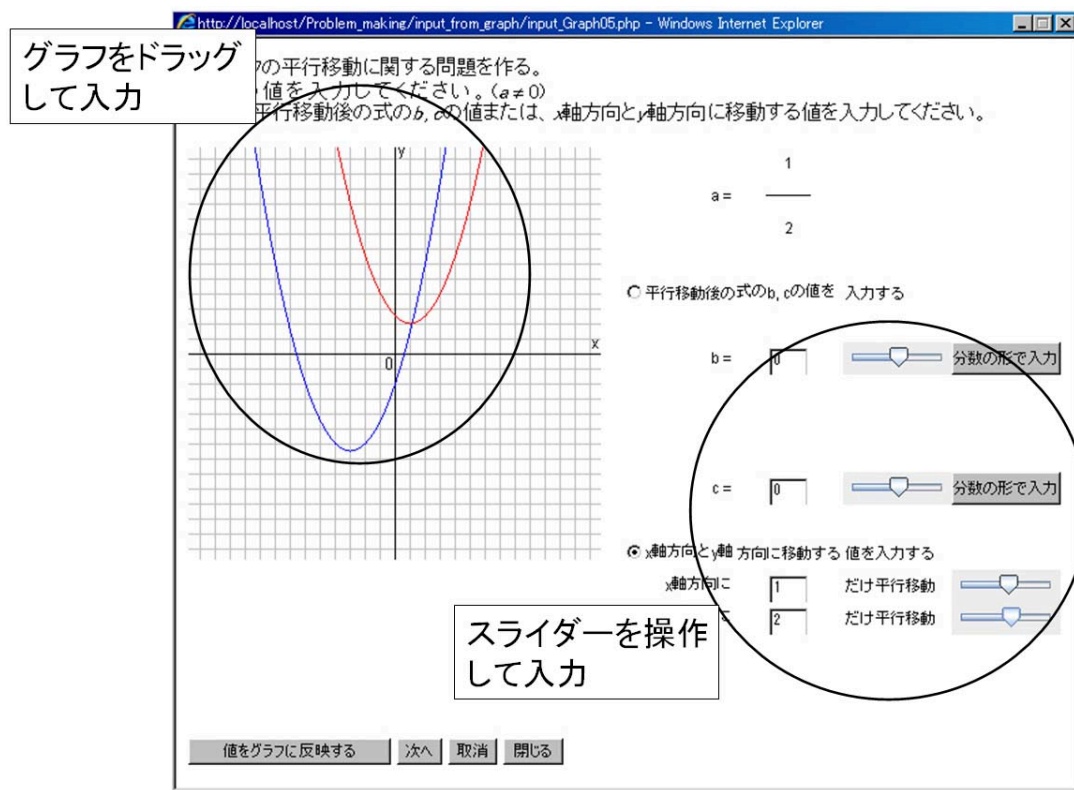 http://localhost/Problem_making/input_from_graph/input_Graph05.php - Windows Internet Explorer
グラフをドラッグ
して入力
の平行移動に関する問題を作る。
値を入力してください。(a≠0)
平行移動後の式のb, cの値または、x軸方向とy軸方向に移動する値を入力してください。
y
x
0
a =
1
2
平行移動後の式のb, cの値を 入力する
b =
0
分数の形で入力
c =
0
分数の形で入力
x軸方向とy軸 方向に移動する 値を入力する
x軸方向に 1 だけ平行移動
2 だけ平行移動
スライダーを操作
して入力
値をグラフに反映する 次へ 取消 閉じる